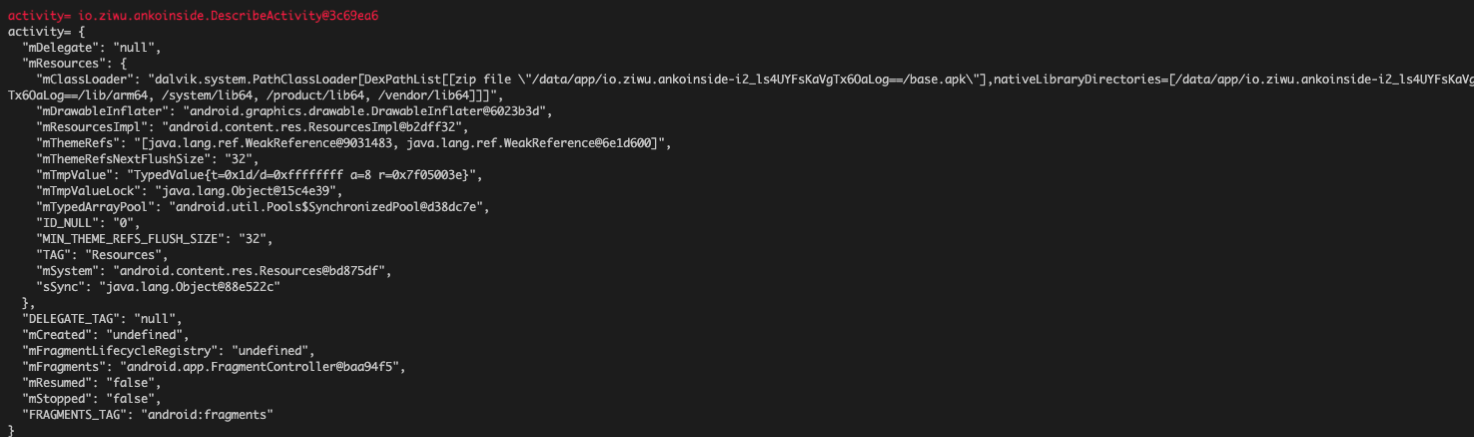 activity= io.ziwu.ankoinside.DescribeActivity@3c69ea6
activity= {
  "mDelegate": "null",
  "mResources": {
    "mClassLoader": "dalvik.system.PathClassLoader[DexPathList[[zip file \"/data/app/io.ziwu.ankoinside-i2_ls4UYFsKaVgTx6OaLog==/base.apk\"],nativeLibraryDirectories=[/data/app/io.ziwu.ankoinside-i2_ls4UYFsKaVg
Tx6OaLog==/lib/arm64, /system/lib64, /product/lib64, /vendor/lib64]]]",
    "mDrawableInflater": "android.graphics.drawable.DrawableInflater@6023b3d",
    "mResourcesImpl": "android.content.res.ResourcesImpl@b2dff32",
    "mThemeRefs": "[java.lang.ref.WeakReference@9031483, java.lang.ref.WeakReference@6e1d600]",
    "mThemeRefsNextFlushSize": "32",
    "mTmpValue": "TypedValue{t=0x1d/d=0xffffffff a=8 r=0x7f05003e}",
    "mTmpValueLock": "java.lang.Object@15c4e39",
    "mTypedArrayPool": "android.util.Pools$SynchronizedPool@d38dc7e",
    "ID_NULL": "0",
    "MIN_THEME_REFS_FLUSH_SIZE": "32",
    "TAG": "Resources",
    "mSystem": "android.content.res.Resources@bd875df",
    "sSync": "java.lang.Object@88e522c"
  },
  "DELEGATE_TAG": "null",
  "mCreated": "undefined",
  "mFragmentLifecycleRegistry": "undefined",
  "mFragments": "android.app.FragmentController@baa94f5",
  "mResumed": "false",
  "mStopped": "false",
  "FRAGMENTS_TAG": "android:fragments"
}